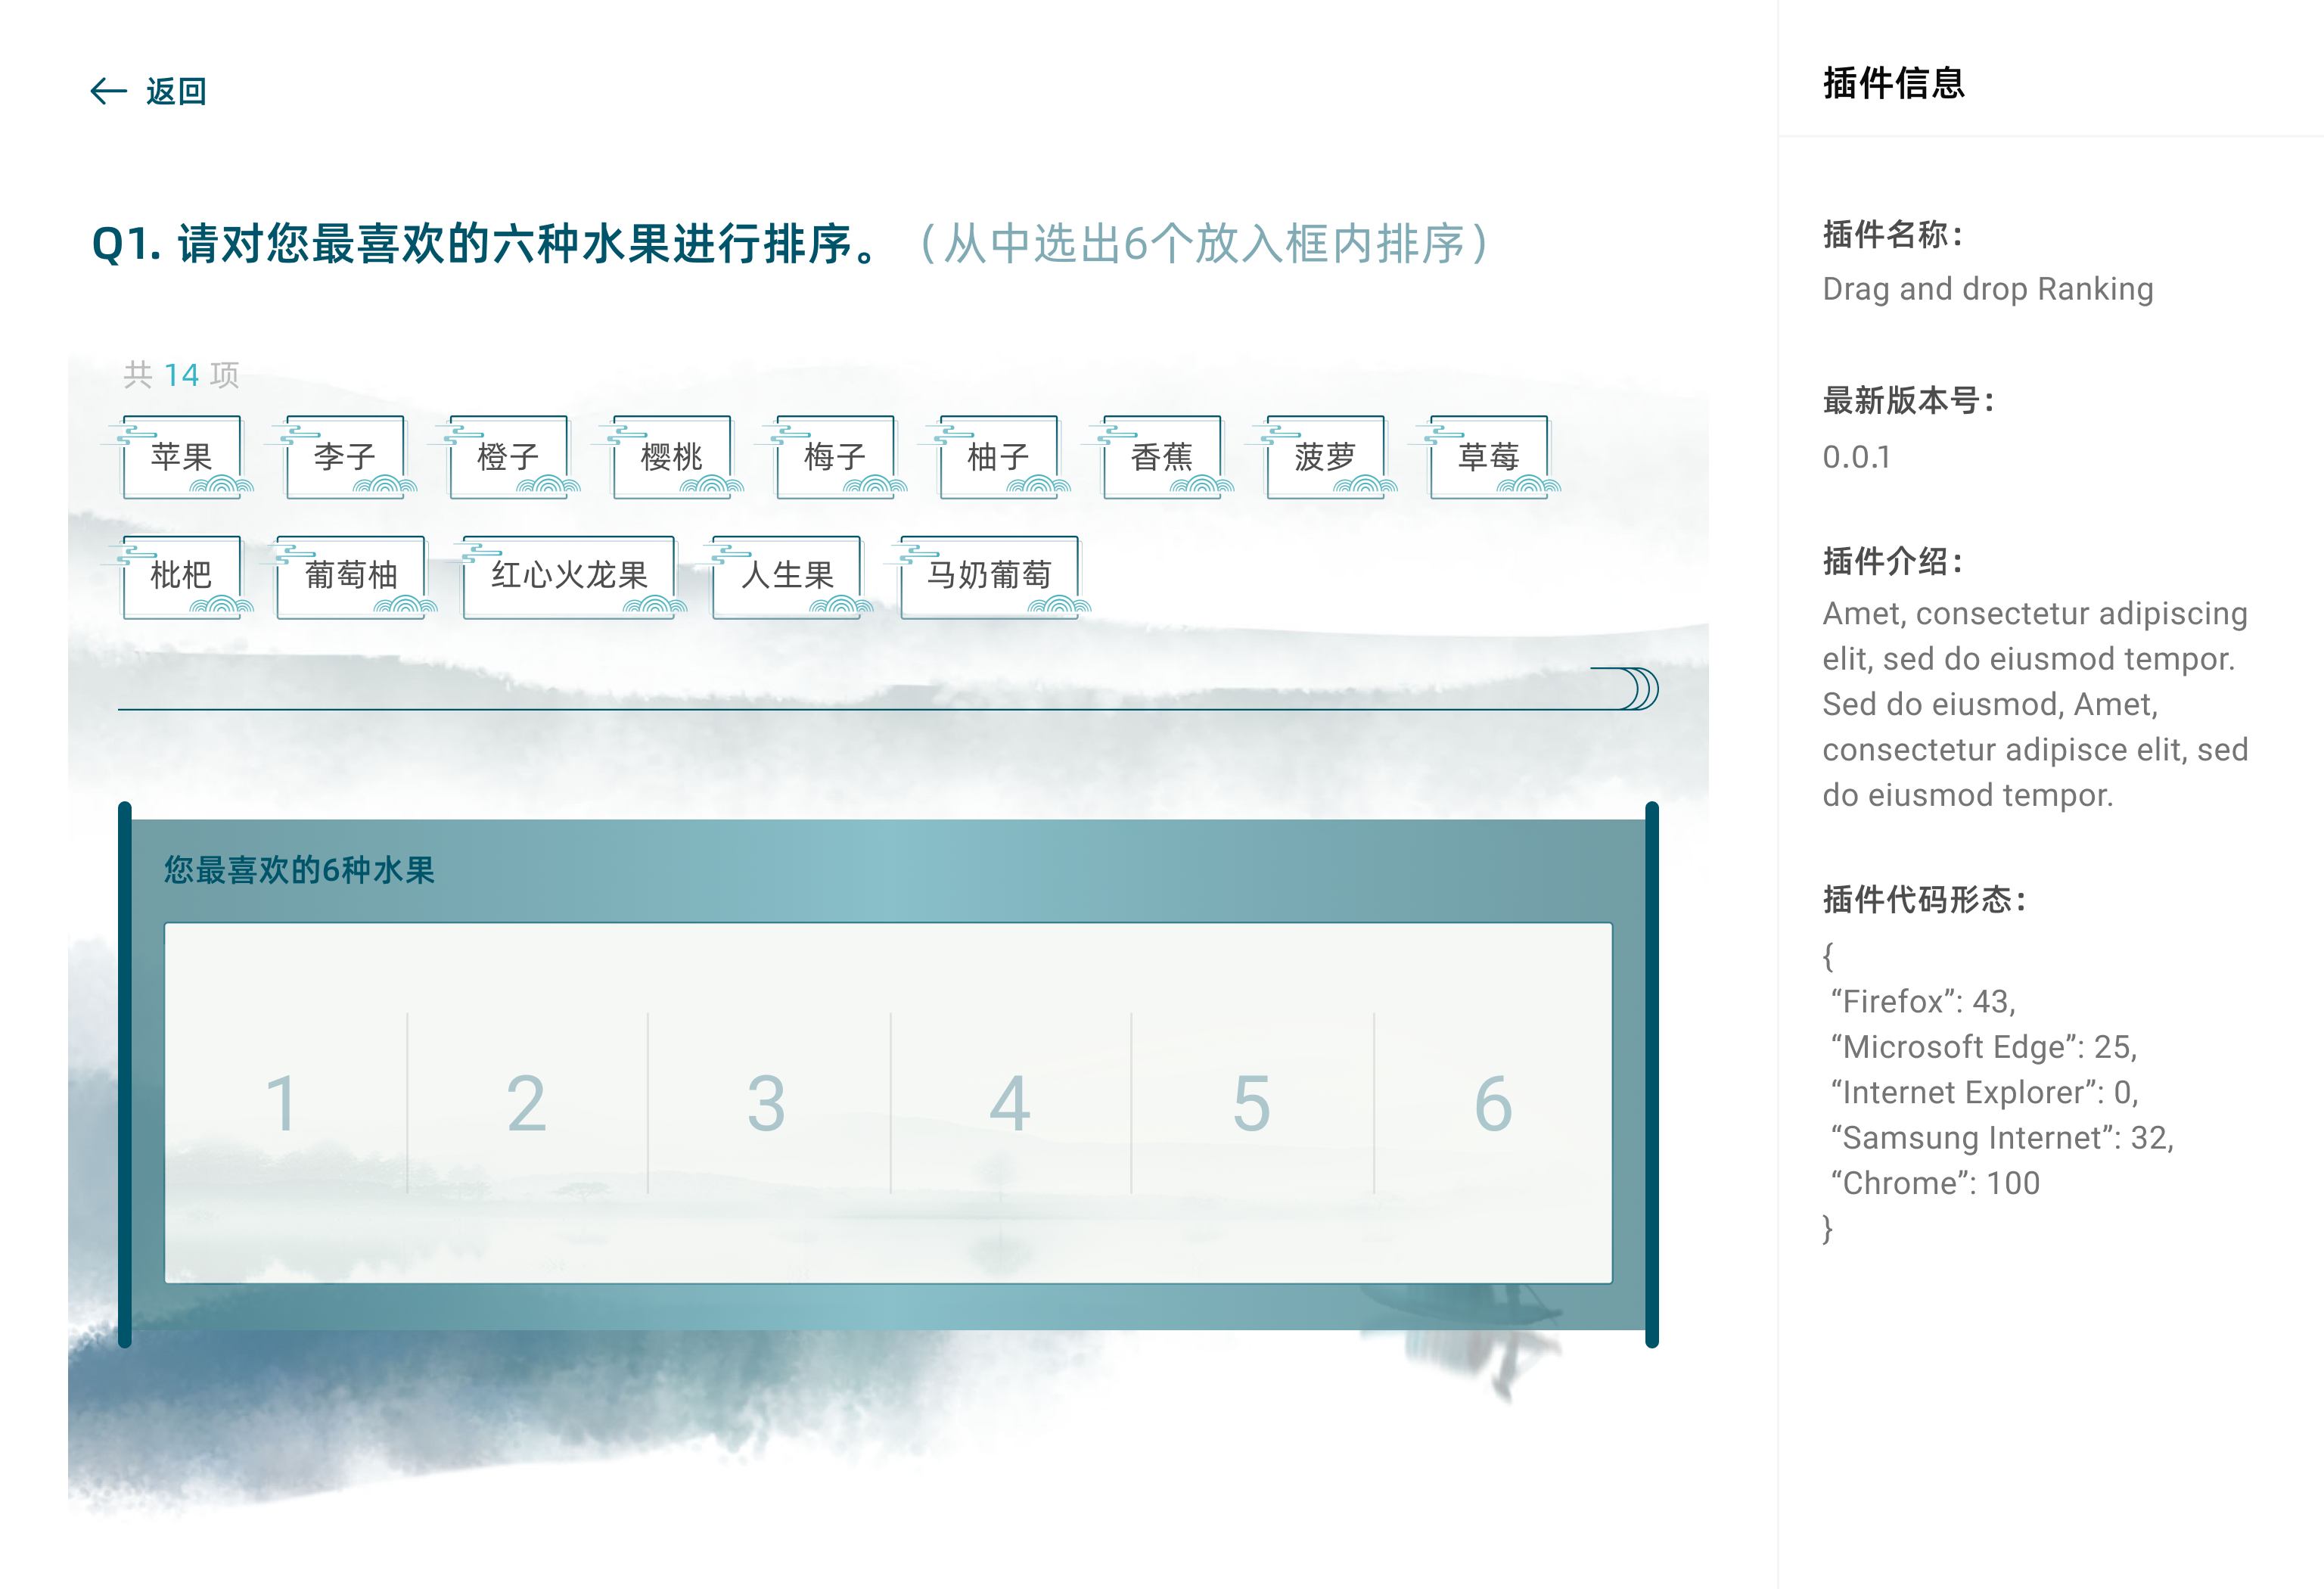 返回
Q1. 请对您最喜欢的六种水果进行排序。（从中选出6个放入框内排序）
共 14 项
苹果 李子 橙子 樱桃 梅子 柚子 香蕉 菠萝 草莓
枇杷 葡萄柚 红心火龙果 人生果 马奶葡萄
您最喜欢的6种水果
1 2 3 4 5 6
插件信息
插件名称：
Drag and drop Ranking
最新版本号：
0.0.1
插件介绍：
Amet, consectetur adipiscing
elit, sed do eiusmod tempor.
Sed do eiusmod, Amet,
consectetur adipisce elit, sed
do eiusmod tempor.
插件代码形态：
{
“Firefox”: 43,
“Microsoft Edge”: 25,
“Internet Explorer”: 0,
“Samsung Internet”: 32,
“Chrome”: 100
}